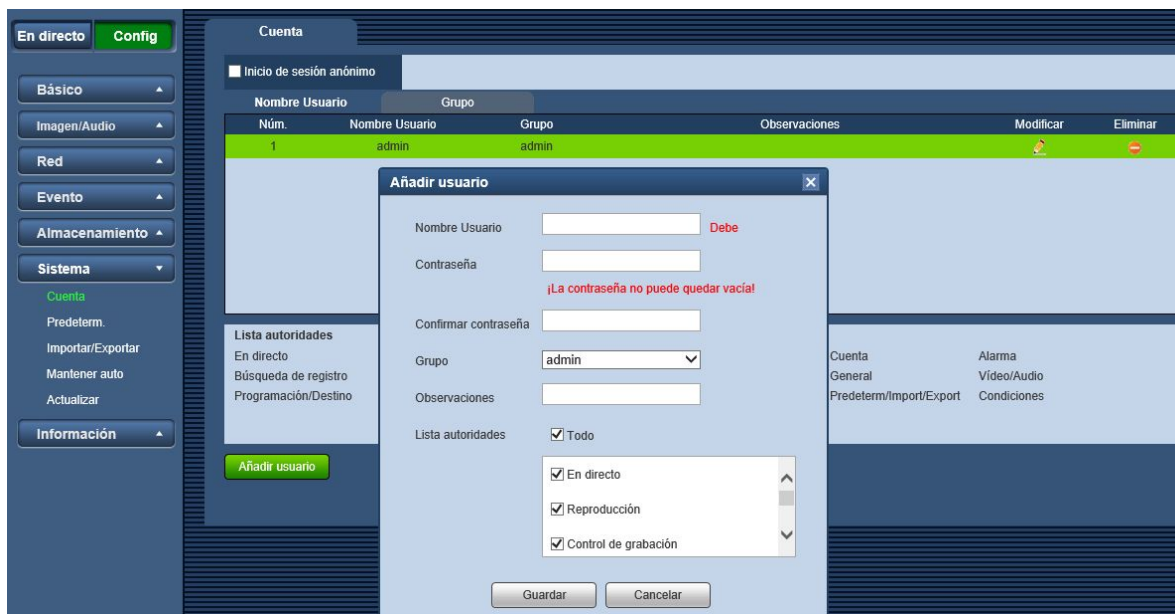 En directo Config
Básico
Imagen/Audio
Red
Evento
Almacenamiento
Sistema
Cuenta
Predeterm.
Importar/Exportar
Mantener auto
Actualizar
Información
Cuenta
Inicio de sesión anónimo
Nombre Usuario Grupo
Núm. Nombre Usuario Grupo Observaciones Modificar Eliminar
1 admin admin
Lista autoridades
En directo Cuenta Alarma
Búsqueda de registro General Vídeo/Audio
Programación/Destino Predeterm/Import/Export Condiciones
Añadir usuario
Añadir usuario
Nombre Usuario Debe
Contraseña
¡La contraseña no puede quedar vacía!
Confirmar contraseña
Grupo admin
Observaciones
Lista autoridades Todo
En directo
Reproducción
Control de grabación
Guardar Cancelar